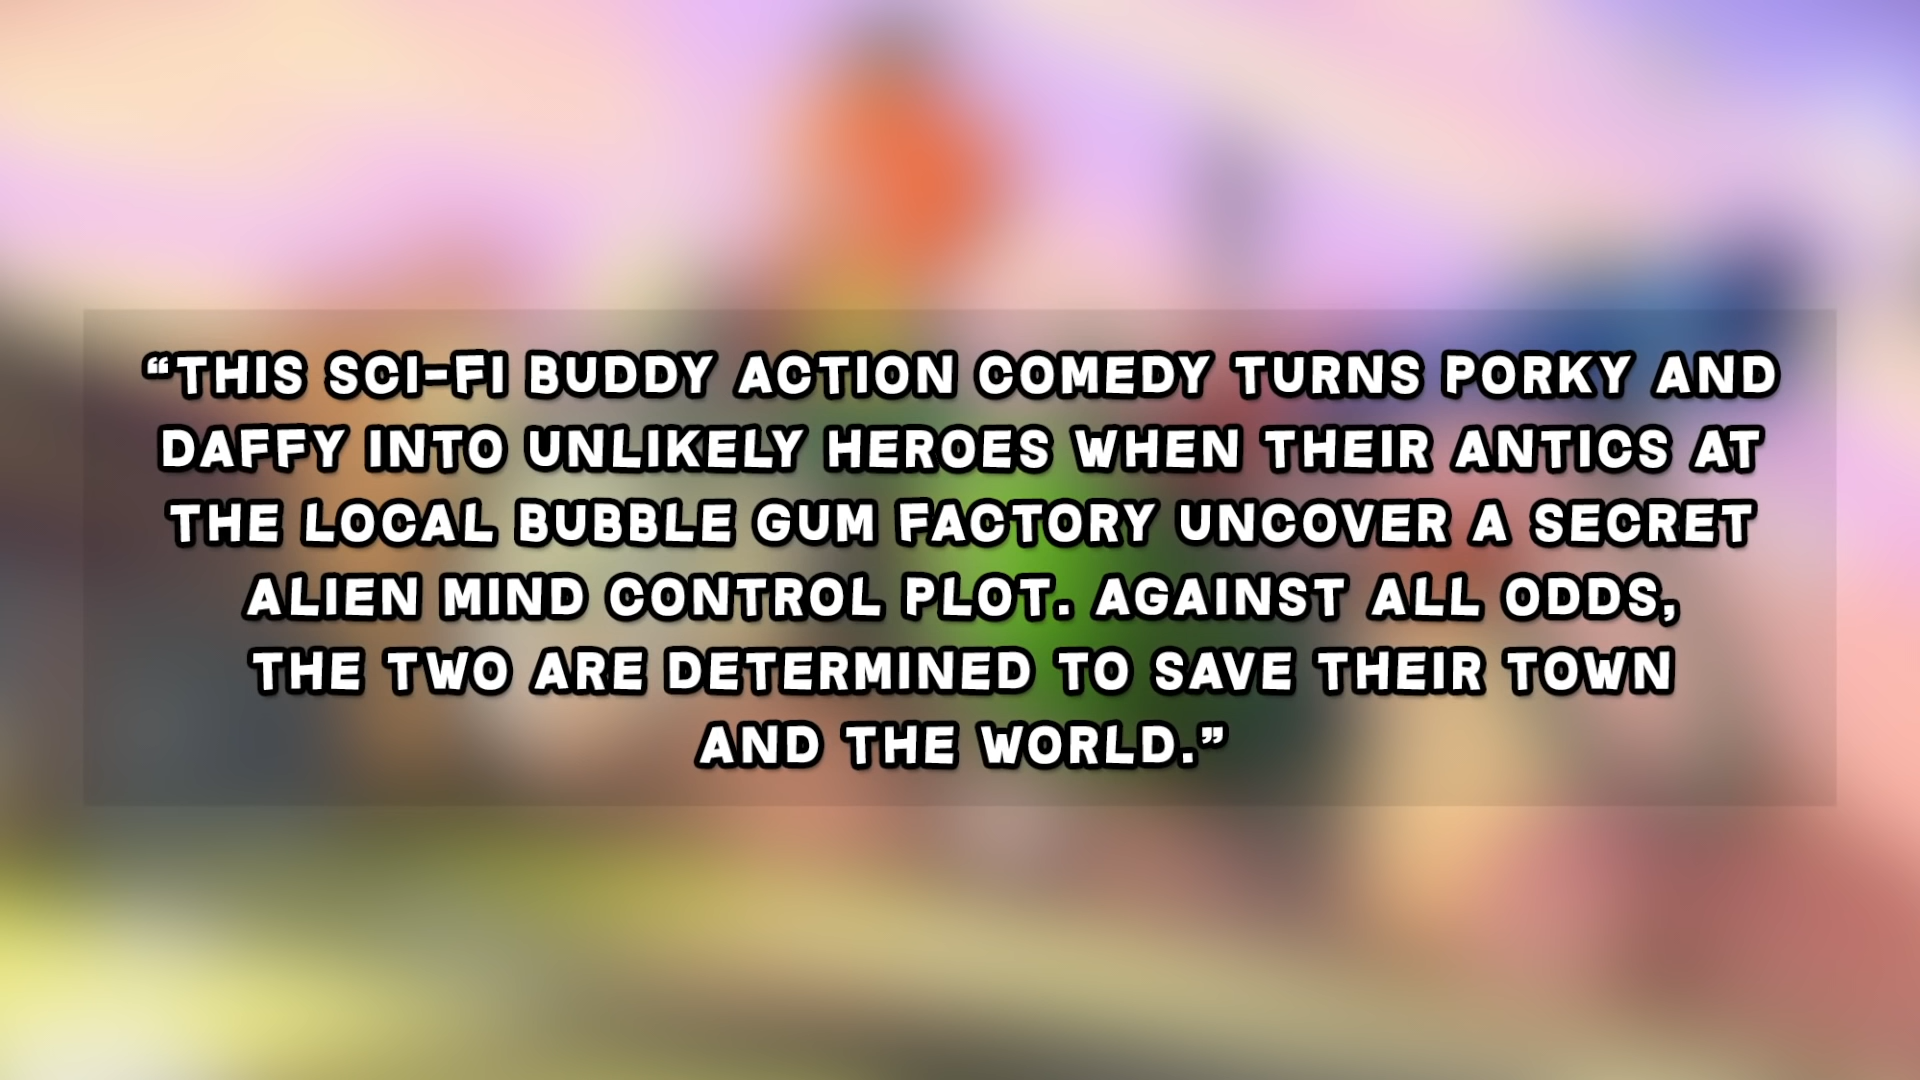 “THIS SCI-FI BUDDY ACTION COMEDY TURNS PORKY AND
DAFFY INTO UNLIKELY HEROES WHEN THEIR ANTICS AT
THE LOCAL BUBBLE GUM FACTORY UNCOVER A SECRET
ALIEN MIND CONTROL PLOT. AGAINST ALL ODDS,
THE TWO ARE DETERMINED TO SAVE THEIR TOWN
AND THE WORLD.”